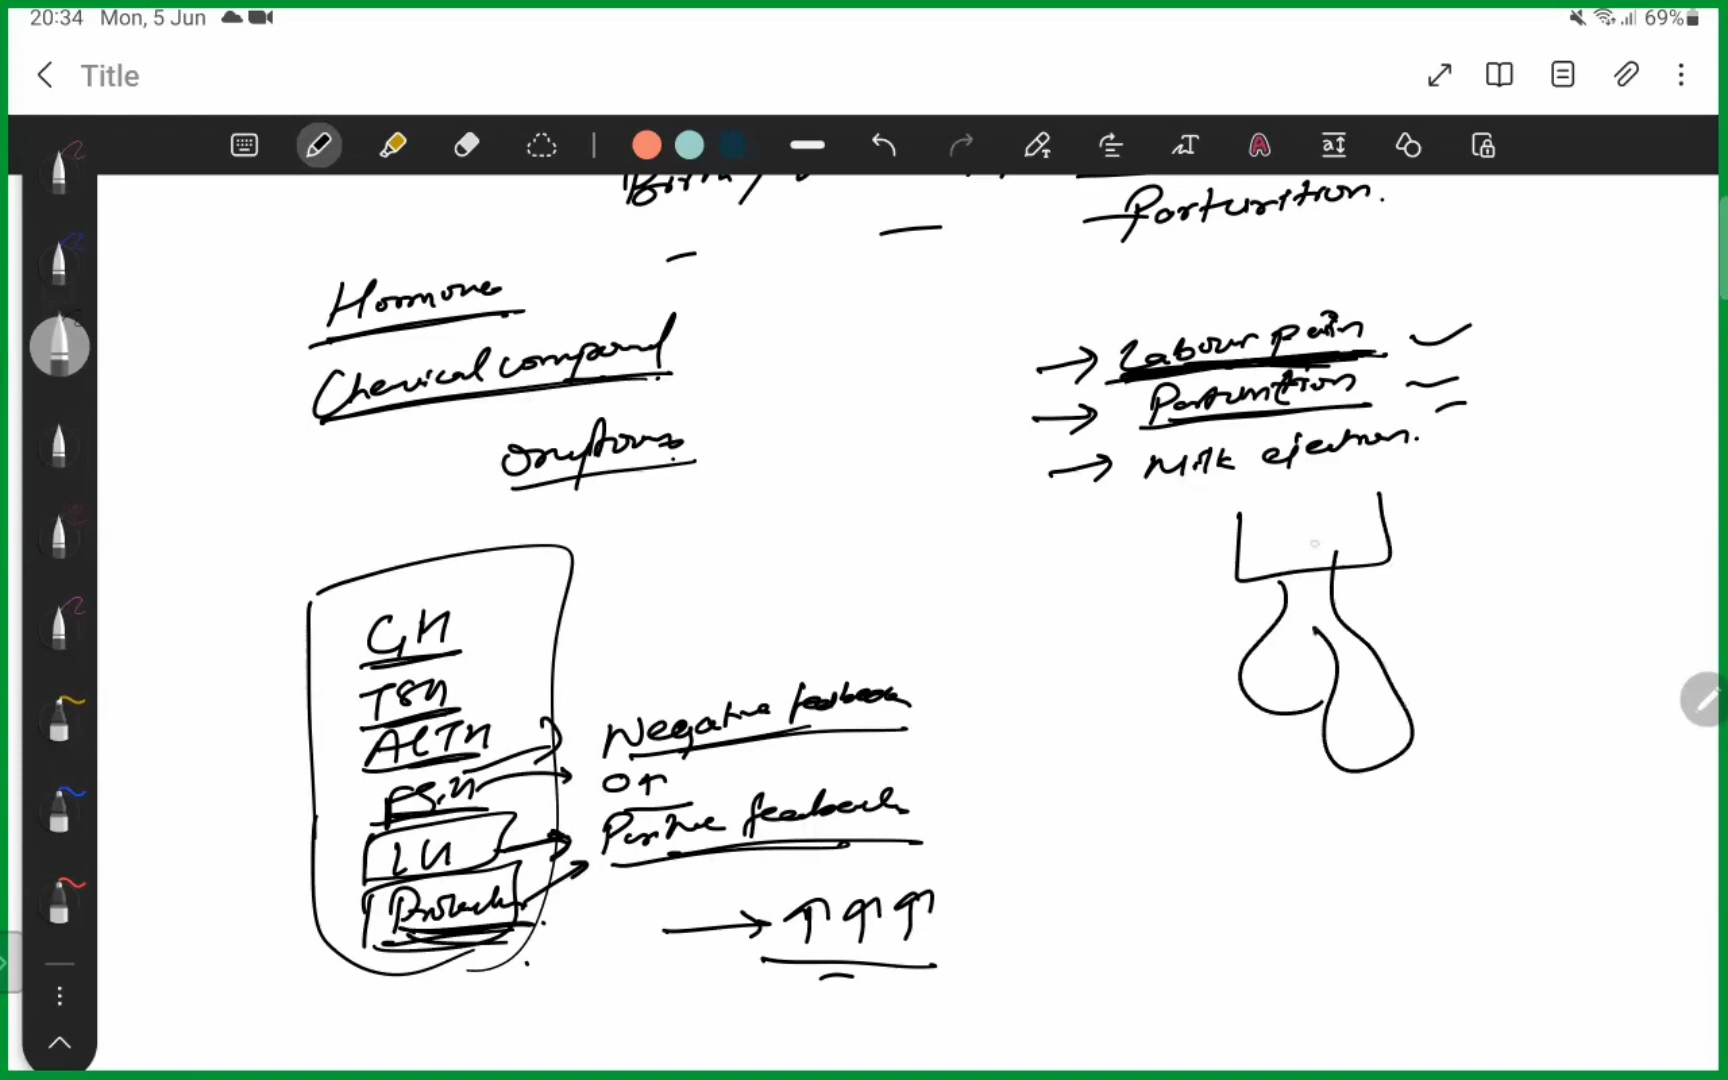 20:34 Mon, 5 Jun
69%
Title
Parturition.
Hormones
Chemical compound
Labour pain
Parturition
Milk ejection.
GH
TSH
ACTH
FSH
LH
Negative feedback
or
Positive feedback